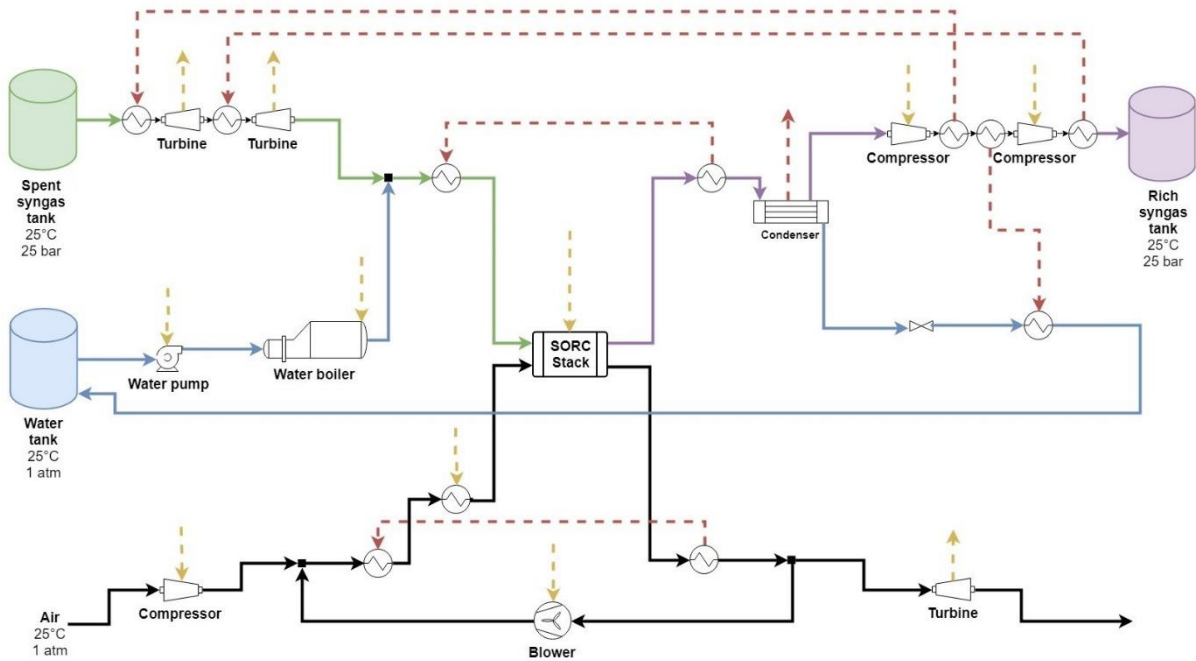 Turbine
Turbine
Compressor
Compressor
Spent
syngas
tank
25°C
25 bar
Rich
syngas
tank
25°C
25 bar
Condenser
SORC
Stack
Water pump
Water boiler
Water
tank
25°C
1 atm
Air
25°C
1 atm
Compressor
Blower
Turbine